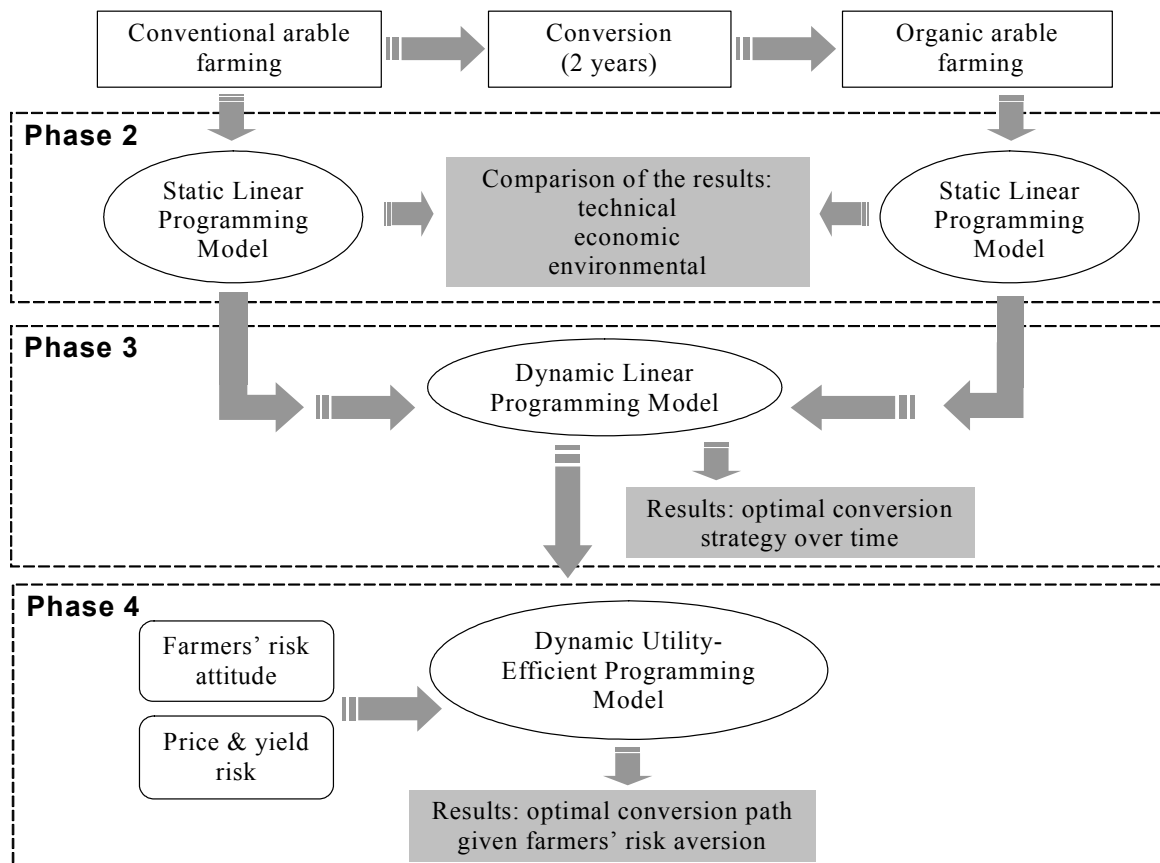 Conventional arable
farming
Conversion
(2 years)
Organic arable
farming
Phase 2
Static Linear
Programming
Model
Comparison of the results:
technical
economic
environmental
Static Linear
Programming
Model
Phase 3
Dynamic Linear
Programming Model
Results: optimal conversion
strategy over time
Phase 4
Farmers’ risk
attitude
Price & yield
risk
Dynamic Utility-
Efficient Programming
Model
Results: optimal conversion path
given farmers’ risk aversion